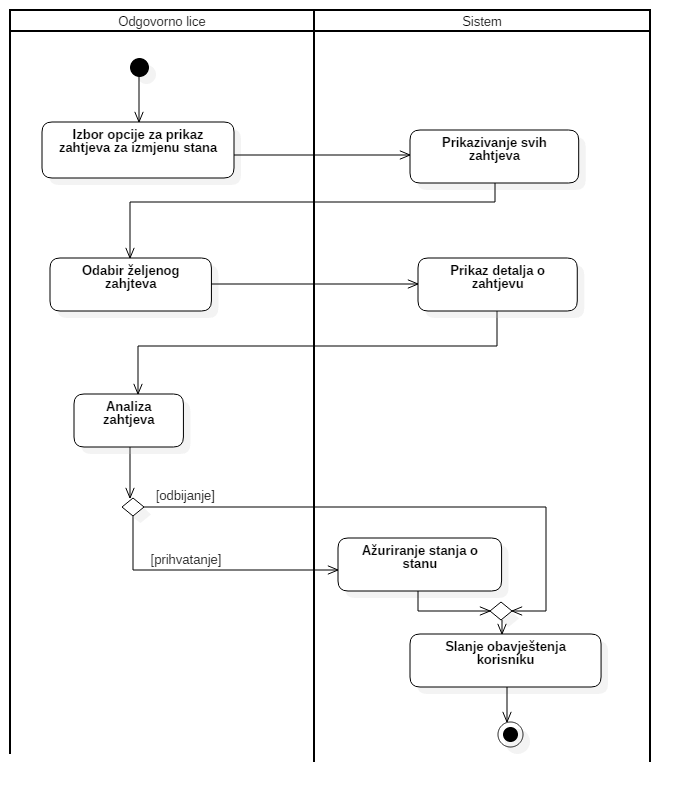 Odgovorno lice
Sistem
Izbor opcije za prikaz
zahtjeva za izmjenu stana
Prikazivanje svih
zahtjeva
Odabir željenog
zahjteva
Prikaz detalja o
zahtjevu
Analiza
zahtjeva
[odbijanje]
[prihvatanje]
Ažuriranje stanja o
stanu
Slanje obavještenja
korisniku